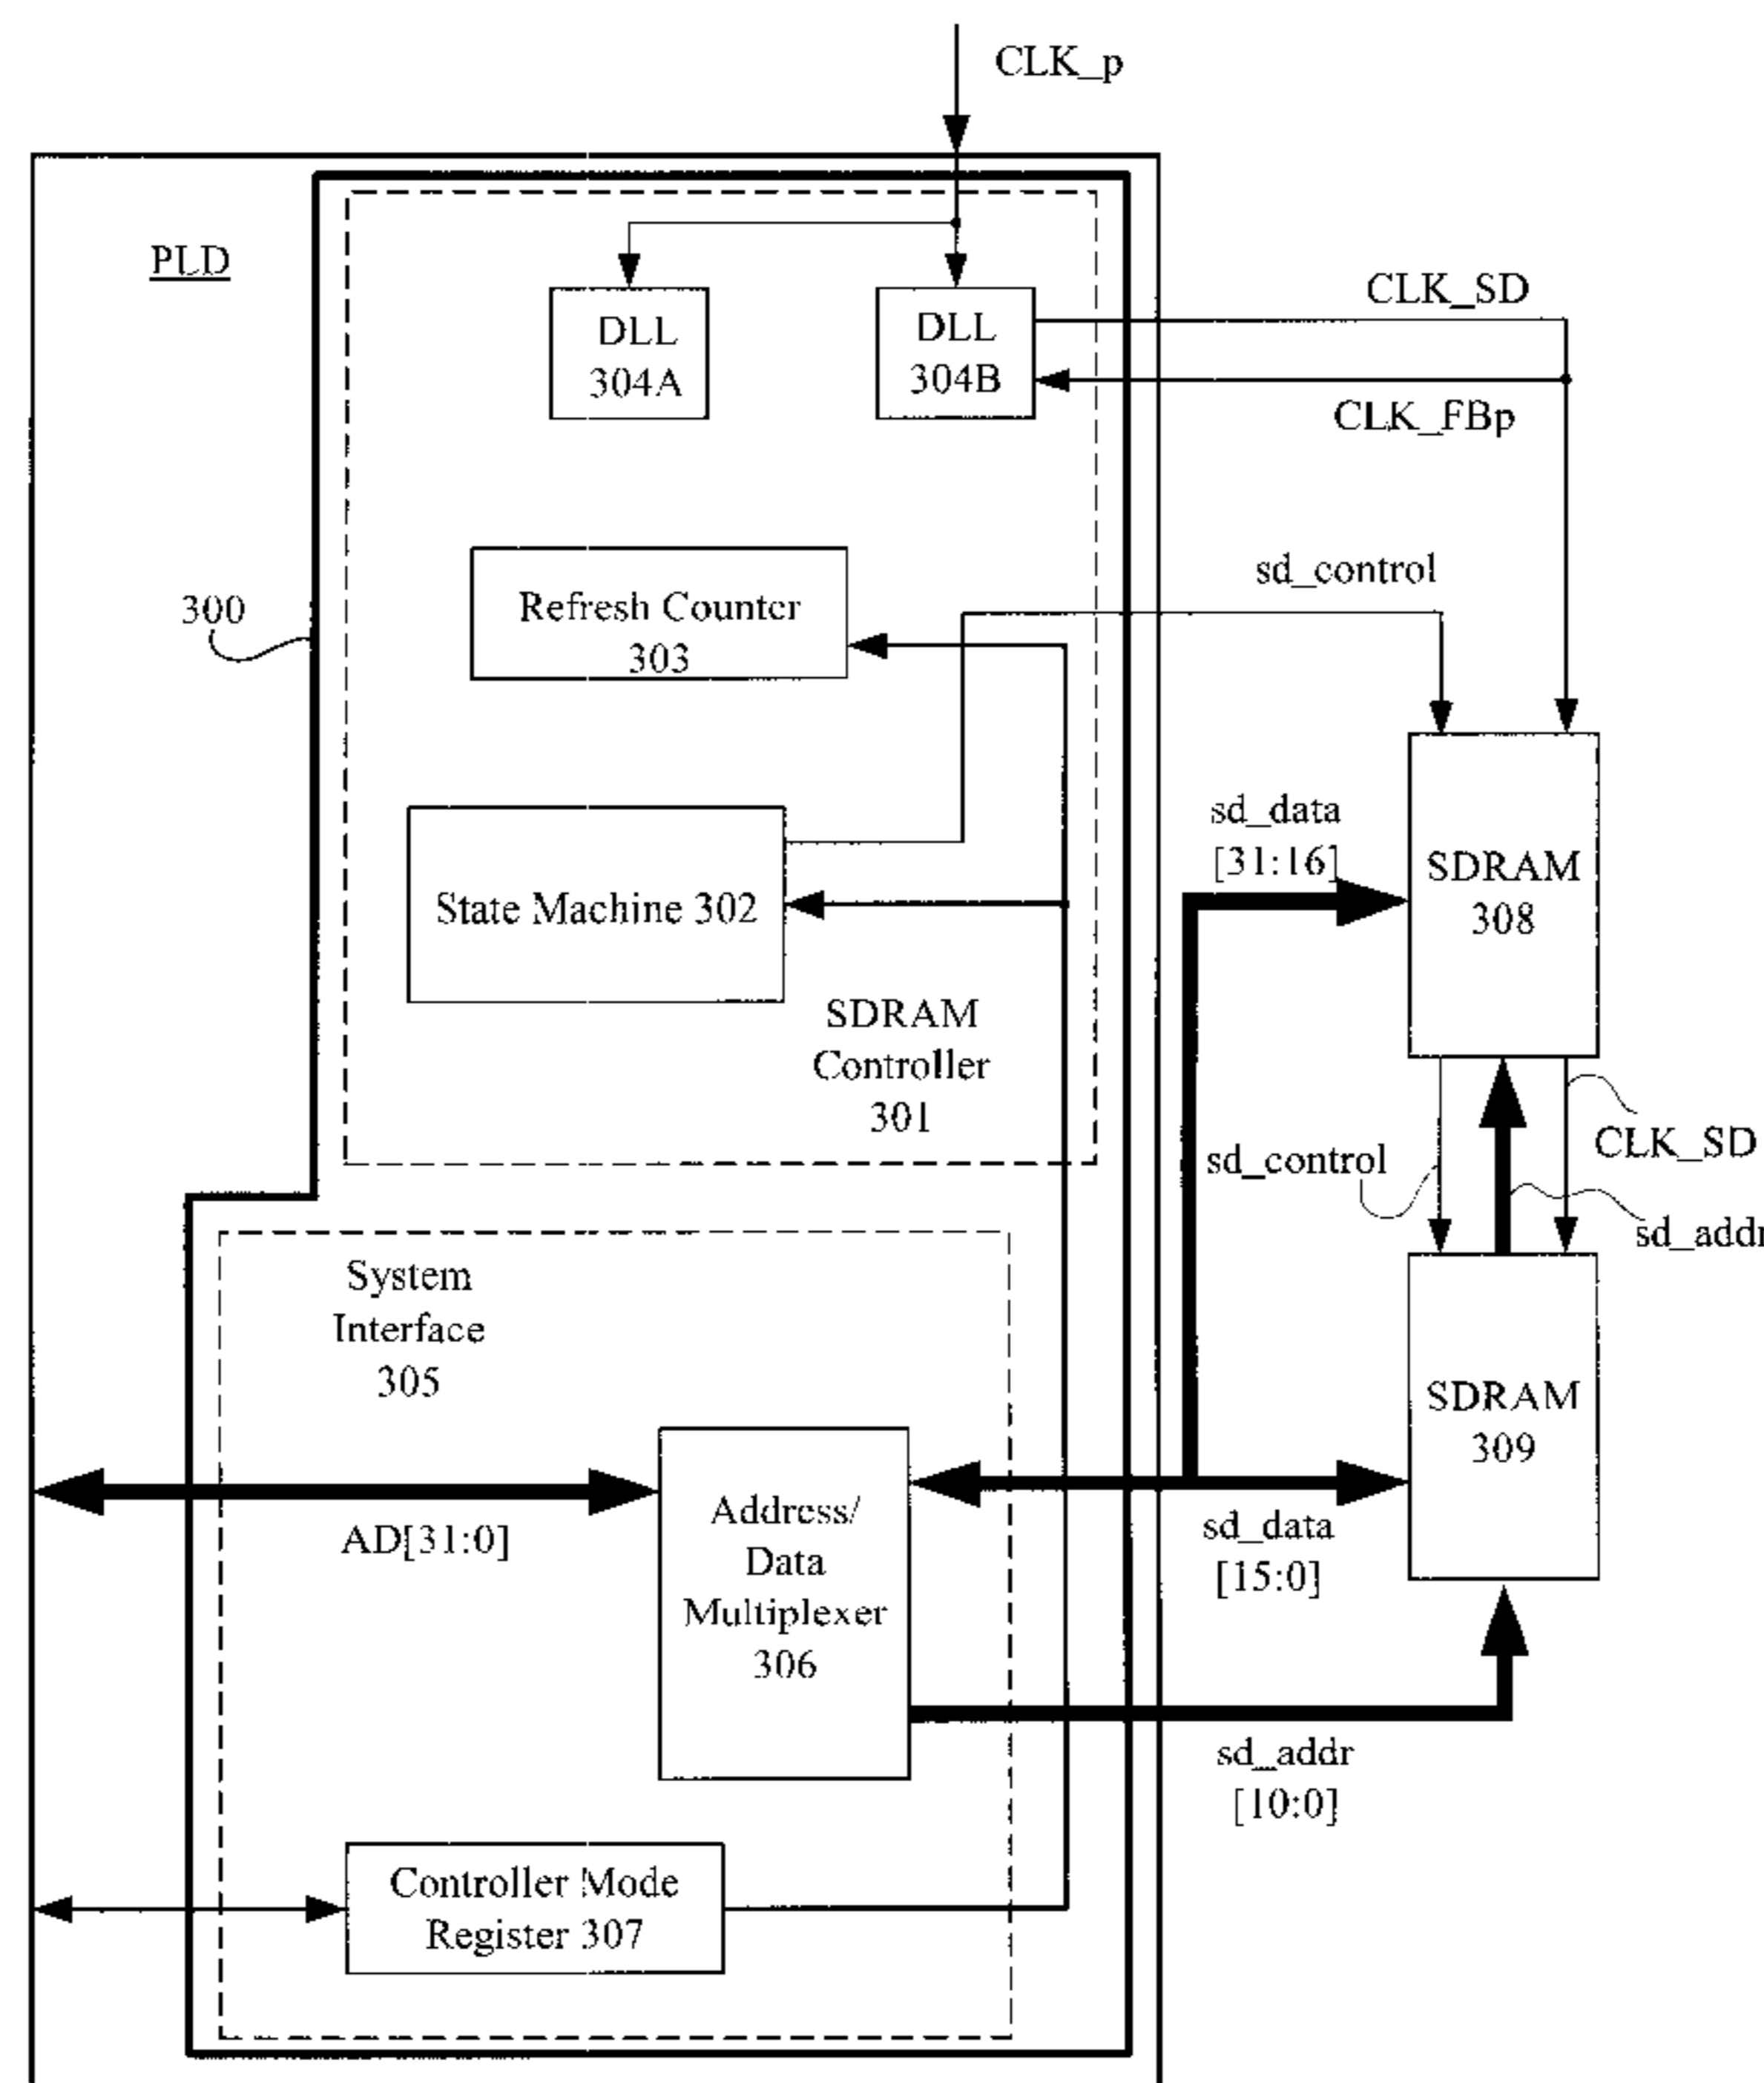 CLK_p
PLD
DLL
304A
DLL
304B
CLK_SD
CLK_FBp
sd_control
300
Refresh Counter
303
State Machine 302
sd_data
[31:16]
SDRAM
308
SDRAM
Controller
301
sd_control
CLK_SD
sd_addr
System
Interface
305
SDRAM
309
AD[31:0]
Address/
Data
Multiplexer
306
sd_data
[15:0]
sd_addr
[10:0]
Controller Mode
Register 307